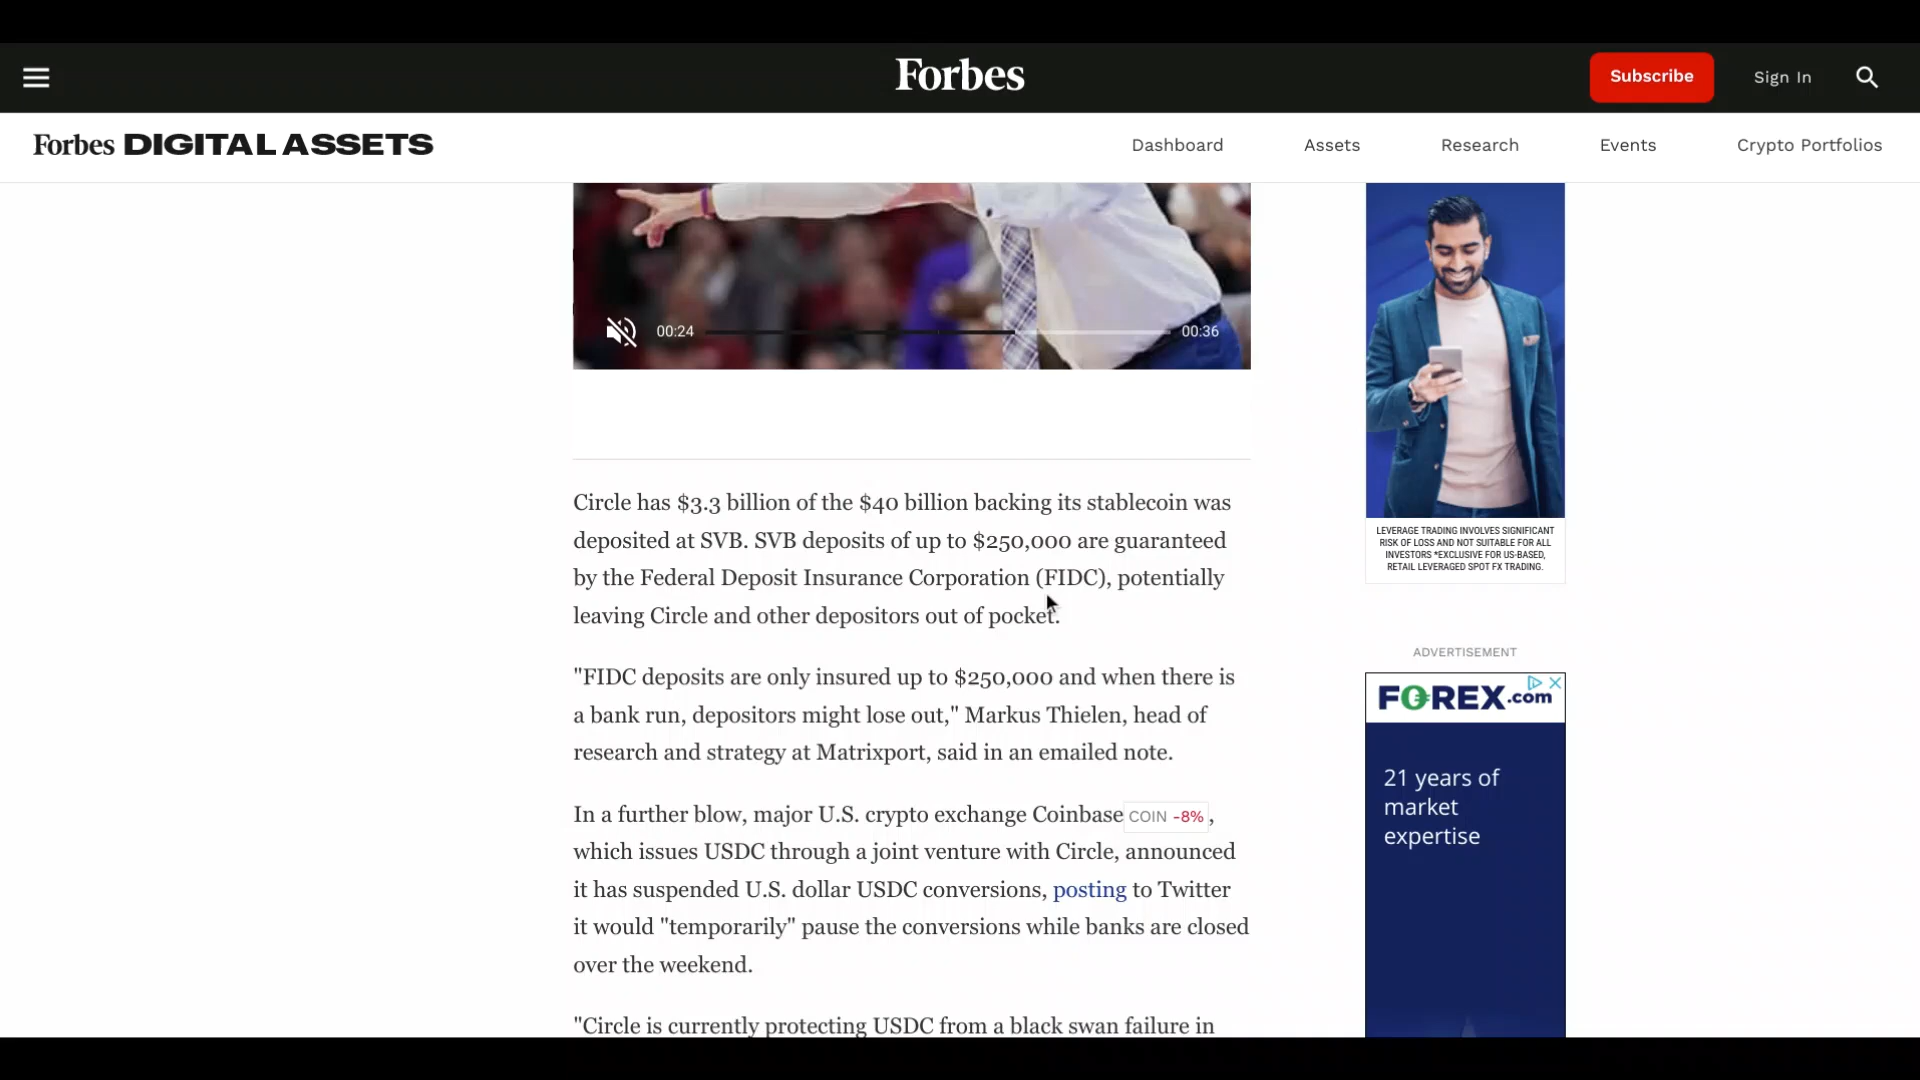 Forbes
Subscribe
Sign In
Forbes DIGITAL ASSETS
Dashboard
Assets
Research
Events
Crypto Portfolios
00:24
00:36
Circle has $3.3 billion of the $40 billion backing its stablecoin was
deposited at SVB. SVB deposits of up to $250,000 are guaranteed
by the Federal Deposit Insurance Corporation (FIDC), potentially
leaving Circle and other depositors out of pocket.
"FIDC deposits are only insured up to $250,000 and when there is
a bank run, depositors might lose out," Markus Thielen, head of
research and strategy at Matrixport, said in an emailed note.
In a further blow, major U.S. crypto exchange Coinbase COIN -8% ,
which issues USDC through a joint venture with Circle, announced
it has suspended U.S. dollar USDC conversions, posting to Twitter
it would "temporarily" pause the conversions while banks are closed
over the weekend.
"Circle is currently protecting USDC from a black swan failure in
LEVERAGE TRADING INVOLVES SIGNIFICANT
RISK OF LOSS AND NOT SUITABLE FOR ALL
INVESTORS *EXCLUSIVE FOR US-BASED,
RETAIL LEVERAGED SPOT FX TRADING.
ADVERTISEMENT
FOREX.com
21 years of
market
expertise